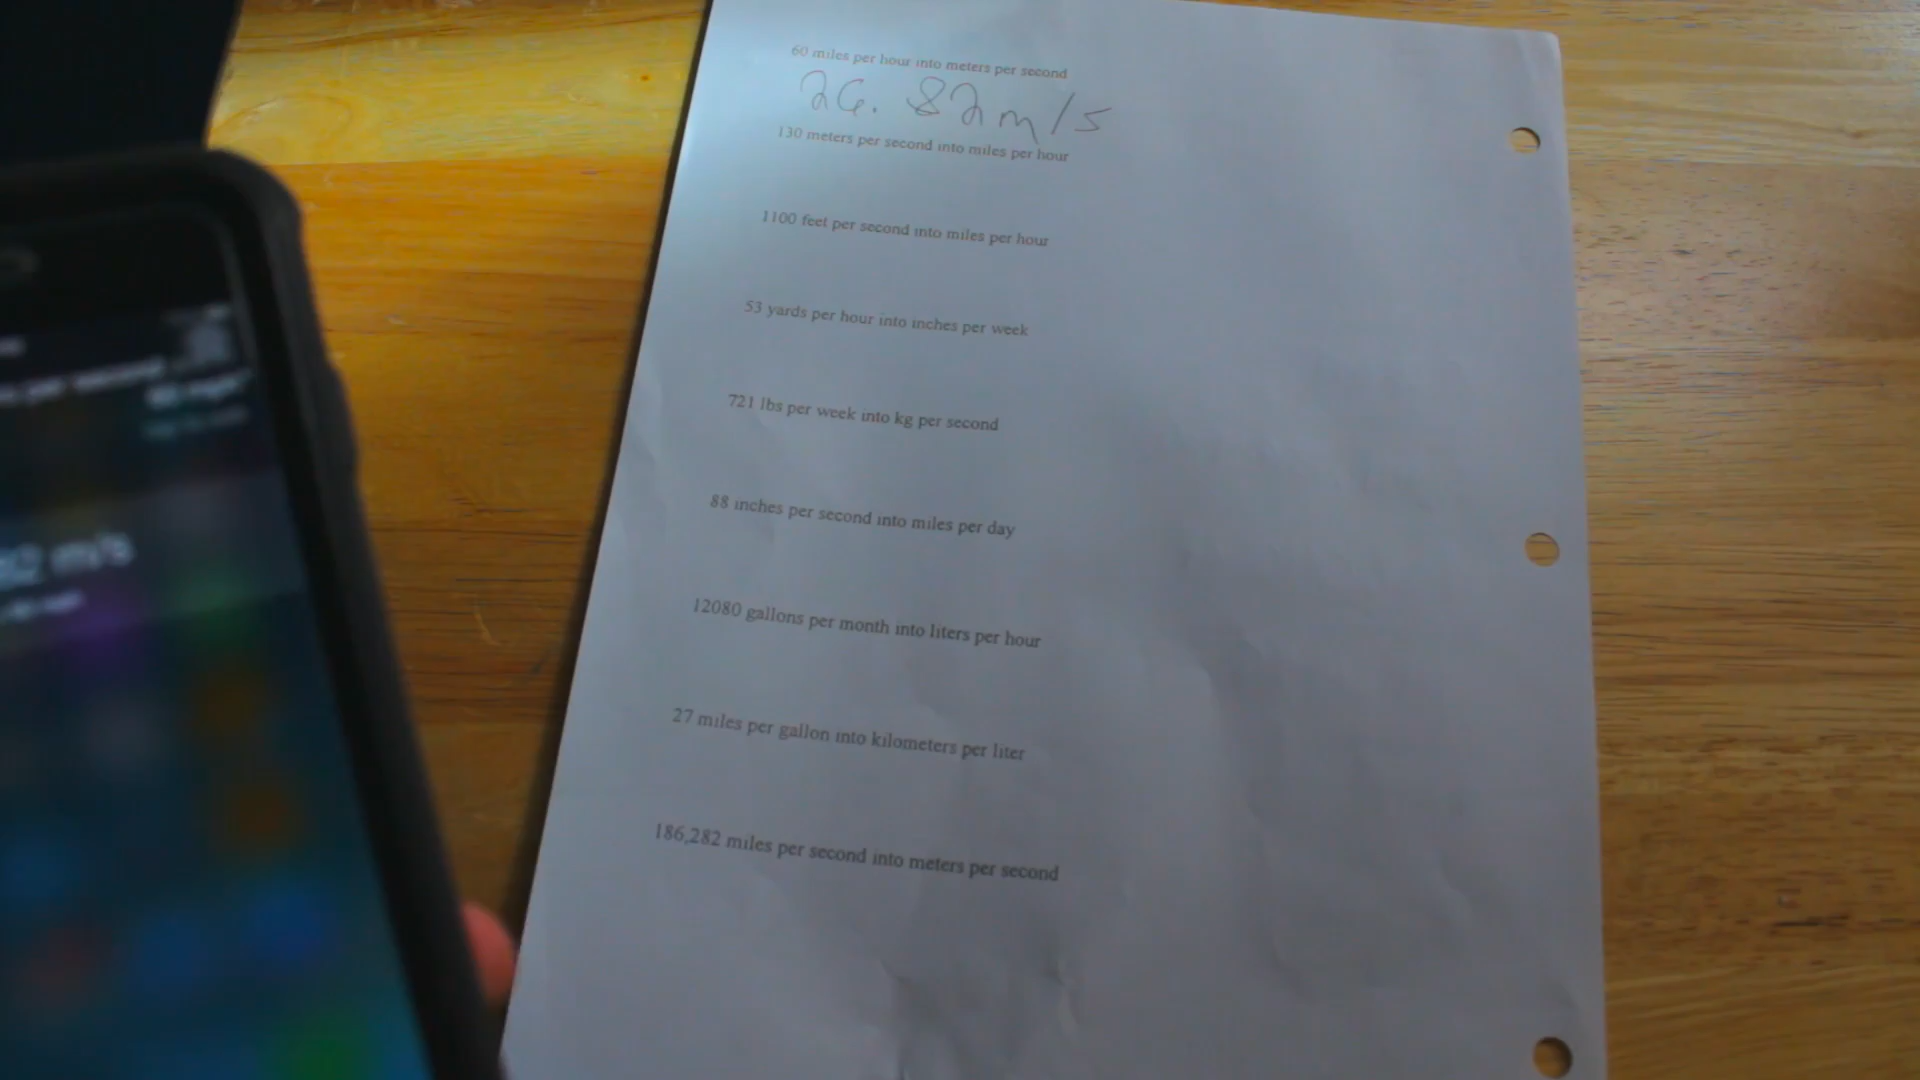 60 miles per hour into meters per second
26.82m/s
130 meters per second into miles per hour
1100 feet per second into miles per hour
53 yards per hour into inches per week
721 lbs per week into kg per second
88 inches per second into miles per day
12080 gallons per month into liters per hour
27 miles per gallon into kilometers per liter
186,282 miles per second into meters per second
per second
82 m/s